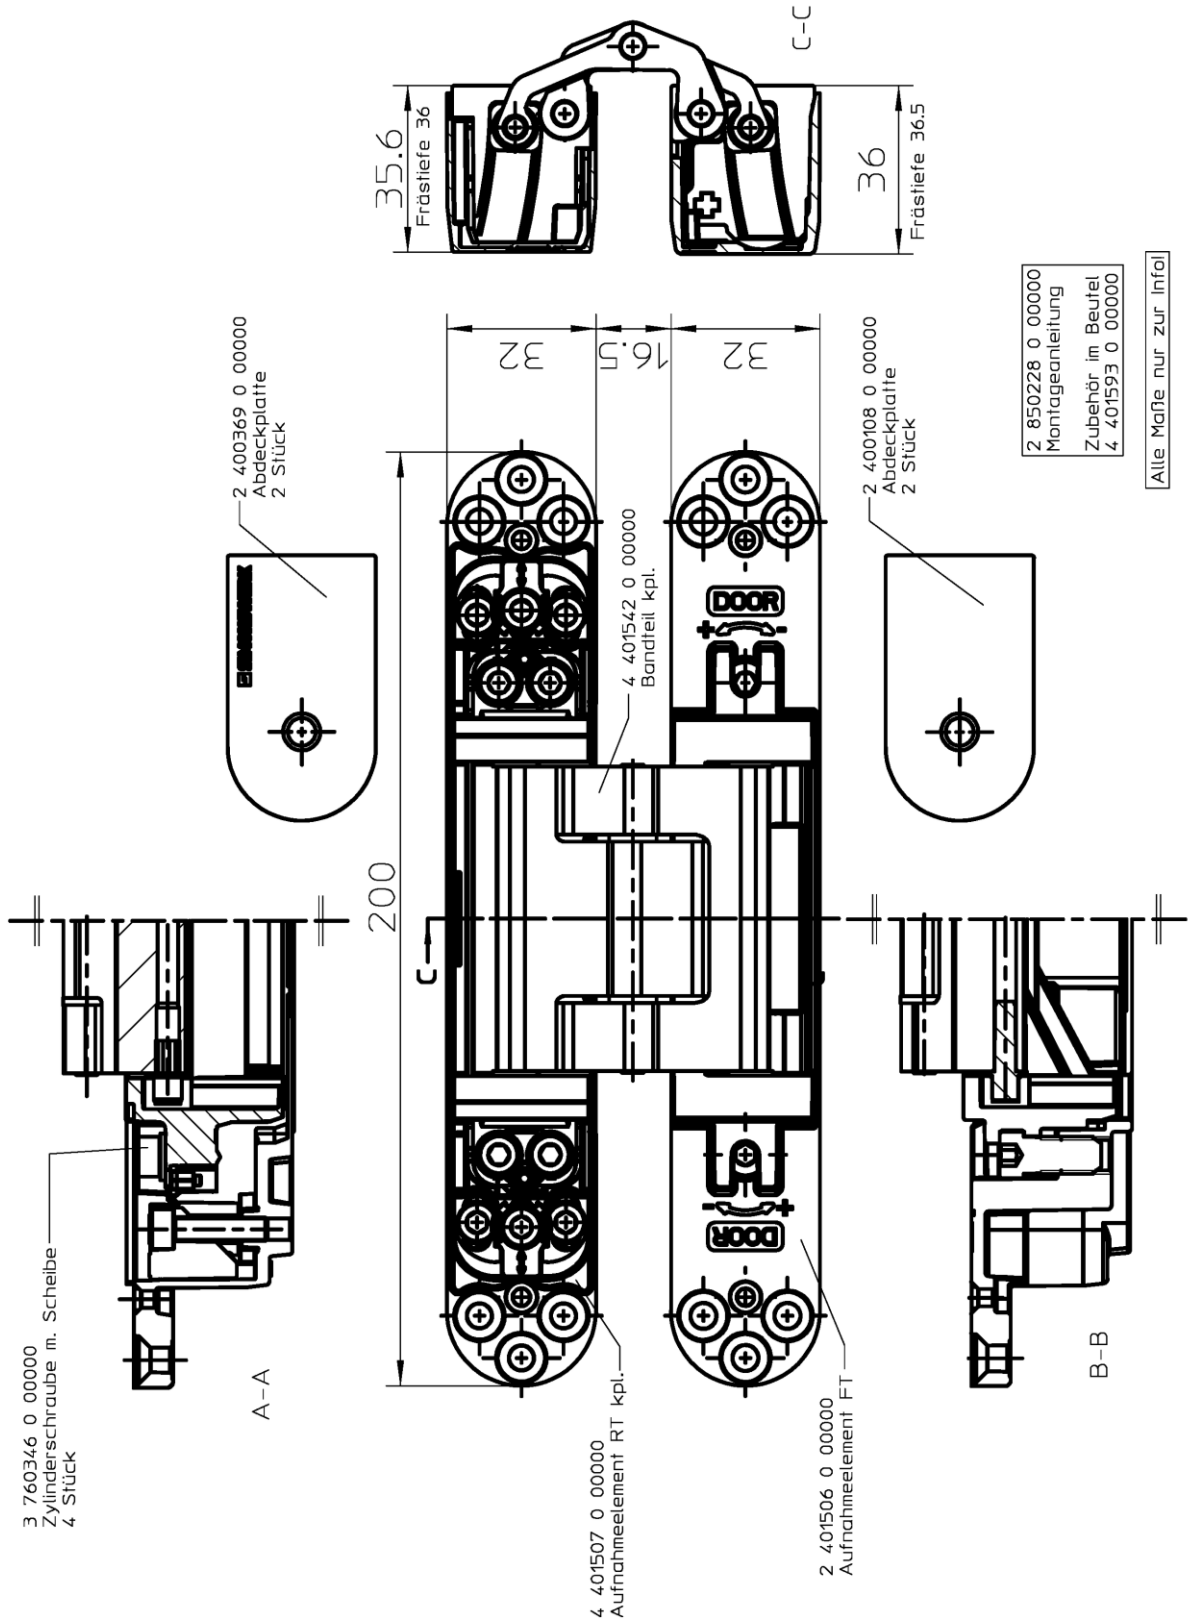 3 760346 0 00000
Zylinderschraube m. Scheibe
4 Stück
A-A
2 400369 0 00000
Abdeckplatte
2 Stück
35.6
Frästiefe 36
C-C
36
Frästiefe 36.5
200
C
32
16.5
32
4 401542 0 00000
Bandteil kpl.
DOOR
+ -
DOOR
- +
4 401507 0 00000
Aufnahmeelement RT kpl.
2 401506 0 00000
Aufnahmeelement FT
B-B
2 400108 0 00000
Abdeckplatte
2 Stück
2 850228 0 00000
Montageanleitung
Zubehör im Beutel
4 401593 0 00000
Alle Maße nur zur Info!